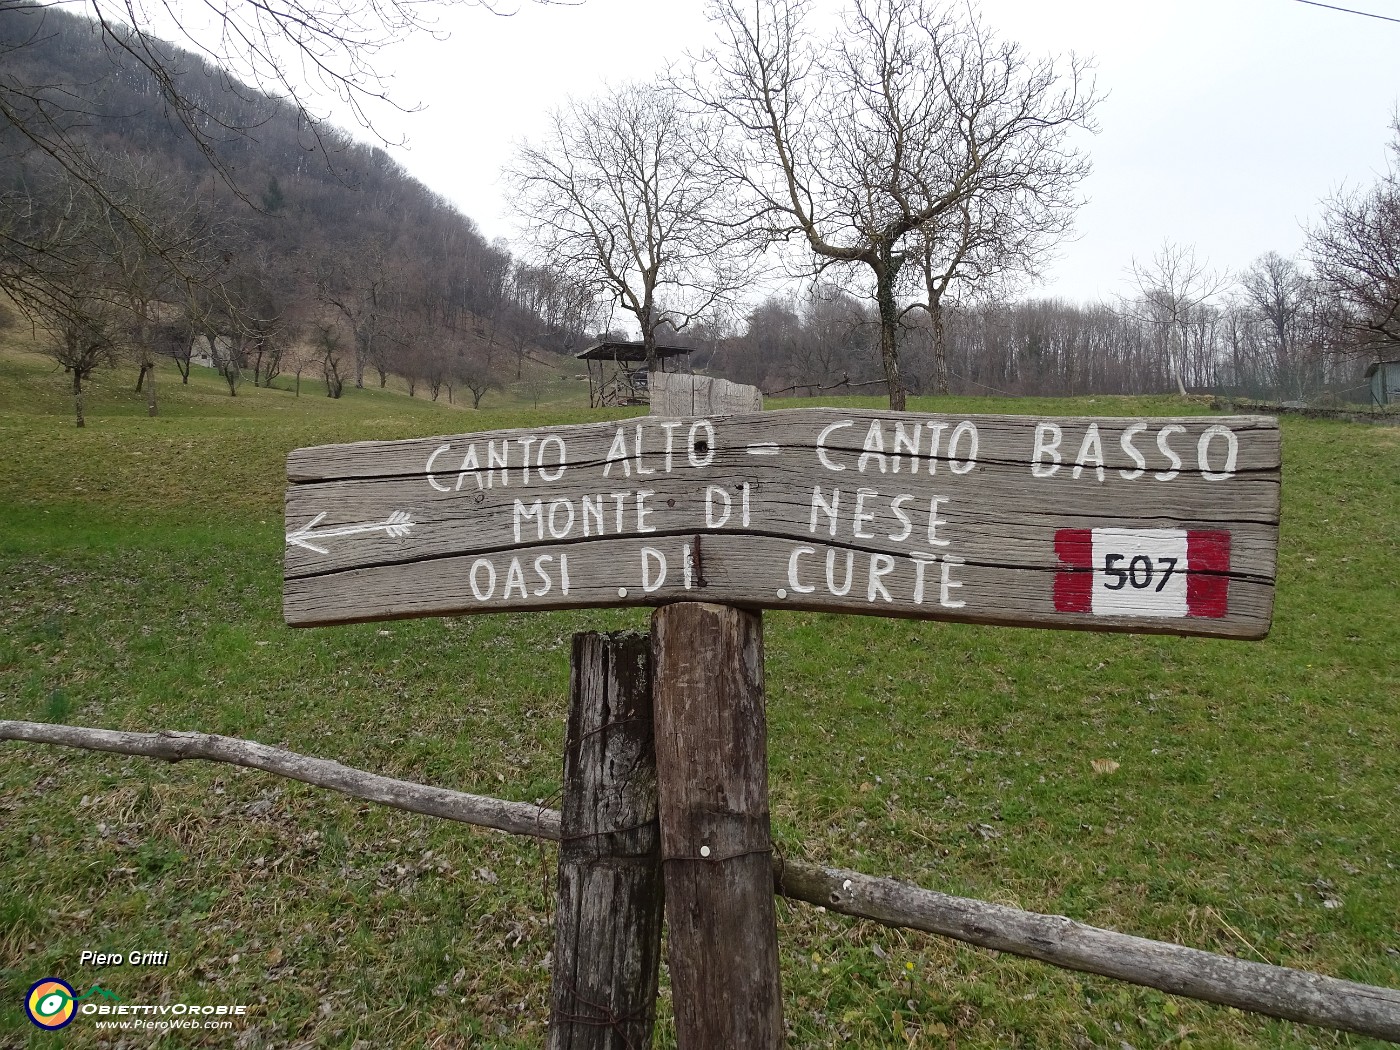 CANTO ALTO - CANTO BASSO
MONTE DI NESE
OASI DI CURTE
507
Piero Gritti
OBIETTIVOROBIE
www.PieroWeb.com